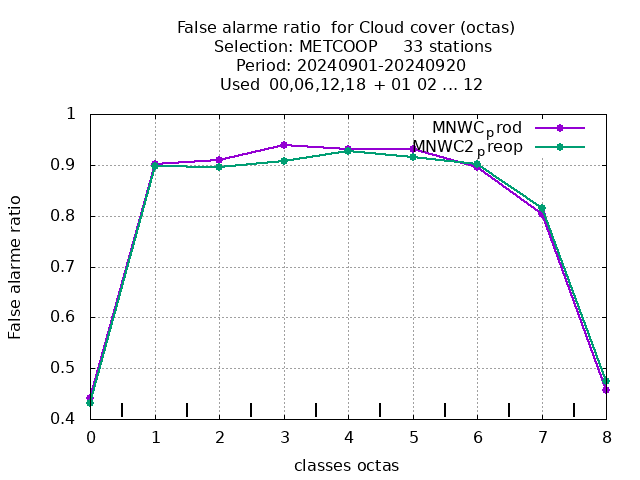 False alarme ratio  for Cloud cover (octas)
Selection: METCOOP     33 stations
Period: 20240901-20240920
Used 00,06,12,18 + 01 02 ... 12
MNWC_prod
MNWC2_preop
1
0.9
0.8
0.7
0.6
0.5
0.4
False alarme ratio
0 1 2 3 4 5 6 7 8
classes octas